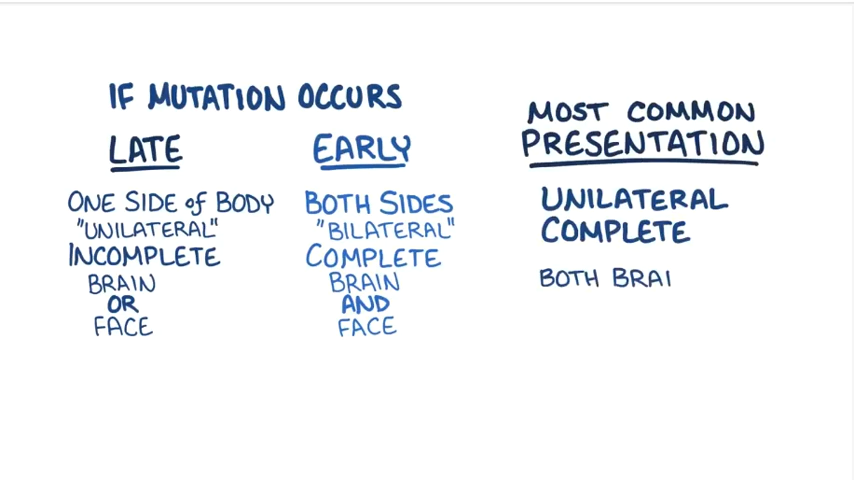 IF MUTATION OCCURS
LATE
ONE SIDE of BODY
"UNILATERAL"
INCOMPLETE
BRAIN
OR
FACE
EARLY
BOTH SIDES
"BILATERAL"
COMPLETE
BRAIN
AND
FACE
MOST COMMON
PRESENTATION
UNILATERAL
COMPLETE
BOTH BRAI